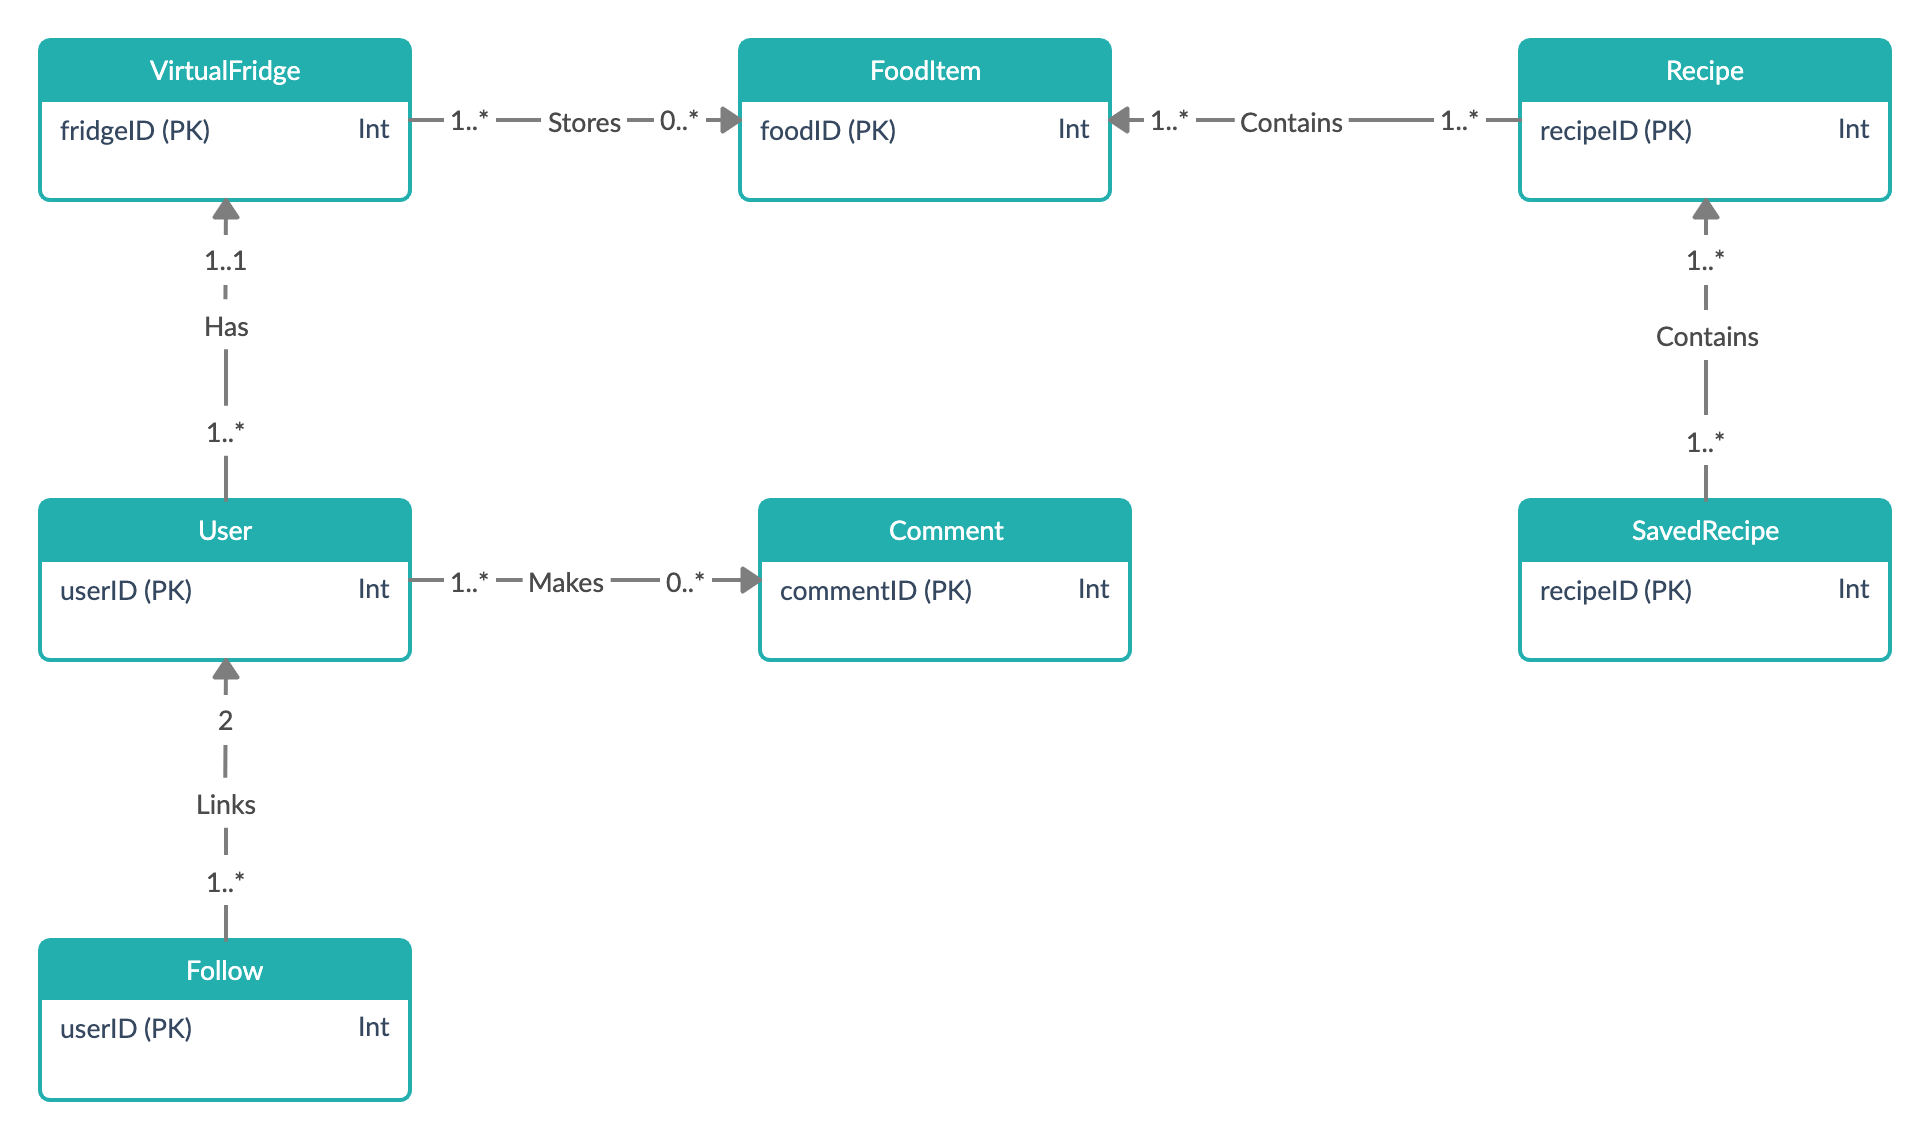 VirtualFridge
fridgeID (PK) Int
1..* Stores 0..*
FoodItem
foodID (PK) Int
1..* Contains 1..*
Recipe
recipeID (PK) Int
1..1
Has
1..*
1..*
Contains
1..*
User
userID (PK) Int
1..* Makes 0..*
Comment
commentID (PK) Int
SavedRecipe
recipeID (PK) Int
2
Links
1..*
Follow
userID (PK) Int